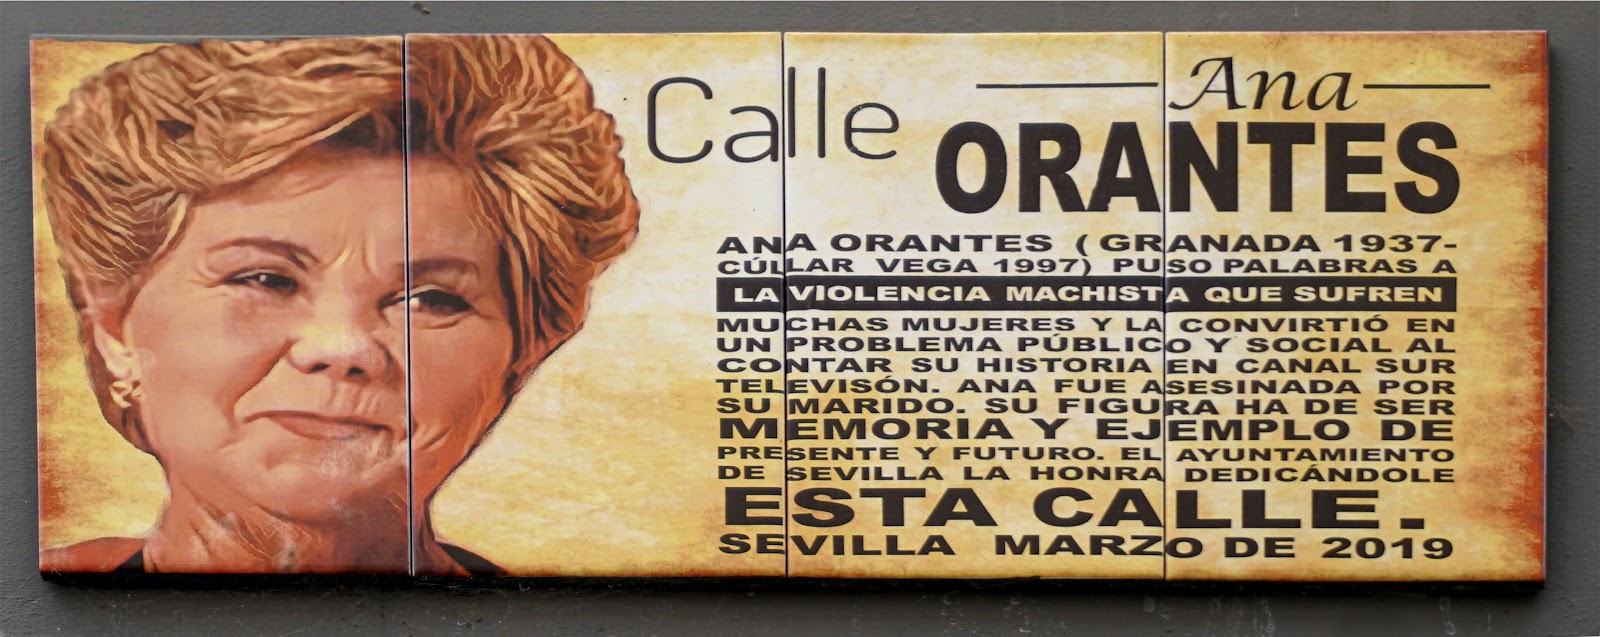 Calle
Ana
ORANTES
ANA ORANTES (GRANADA 1937-
CÚLLAR VEGA 1997) PUSO PALABRAS A
LA VIOLENCIA MACHISTA QUE SUFREN
MUCHAS MUJERES Y LA CONVIRTIÓ EN
UN PROBLEMA PÚBLICO Y SOCIAL AL
CONTAR SU HISTORIA EN CANAL SUR
TELEVISÓN. ANA FUE ASESINADA POR
SU MARIDO. SU FIGURA HA DE SER
MEMORIA Y EJEMPLO DE
PRESENTE Y FUTURO. EL AYUNTAMIENTO
DE SEVILLA LA HONRA DEDICÁNDOLE
ESTA CALLE.
SEVILLA MARZO DE 2019